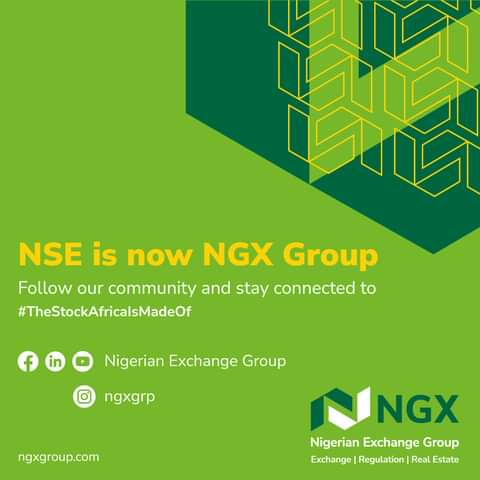 NSE is now NGX Group
Follow our community and stay connected to
#TheStockAfricaIsMadeOf
Nigerian Exchange Group
ngxgrp
NGX
Nigerian Exchange Group
Exchange | Regulation | Real Estate
ngxgroup.com